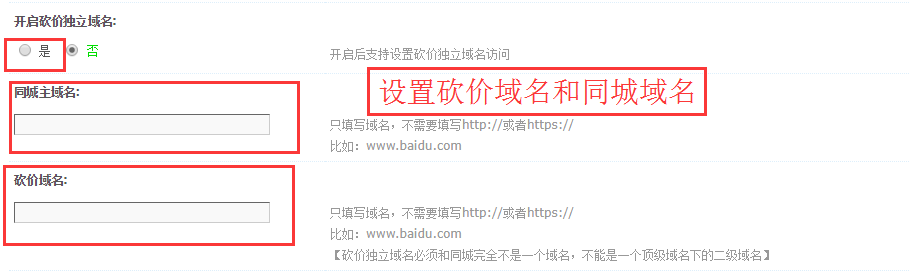 开启砍价独立域名:
是 否
开启后支持设置砍价独立域名访问
设置砍价域名和同城域名
同城主域名:
只填写域名，不需要填写http://或者https://
比如：www.baidu.com
砍价域名:
只填写域名，不需要填写http://或者https://
比如：www.baidu.com
【砍价独立域名必须和同城完全不是一个域名，不能是一个顶级域名下的二级域名】